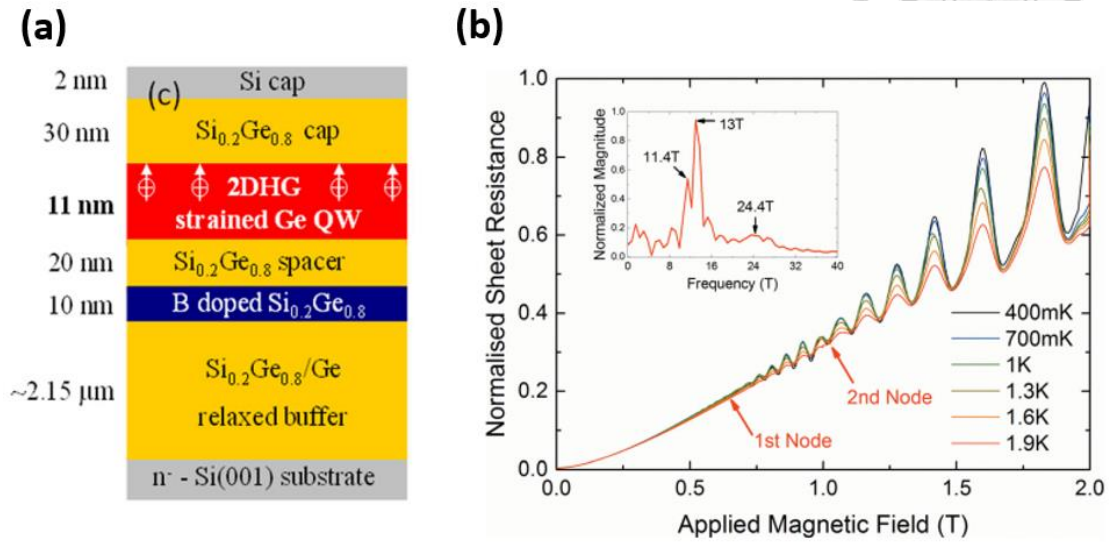 (a)
(c)
2 nm
Si cap
30 nm
Si0.2Ge0.8 cap
11 nm
2DHG
strained Ge QW
20 nm
Si0.2Ge0.8 spacer
10 nm
B doped Si0.2Ge0.8
~2.15 μm
Si0.2Ge0.8/Ge
relaxed buffer
n- - Si(001) substrate
(b)
Normalised Sheet Resistance
1.0
0.8
0.6
0.4
0.2
0.0
0.0
0.5
1.0
1.5
2.0
Applied Magnetic Field (T)
Normalized Magnitude
1.0
0.8
0.6
0.4
0.2
0.0
0
8
16
24
32
40
Frequency (T)
13T
11.4T
24.4T
1st Node
2nd Node
400mK
700mK
1K
1.3K
1.6K
1.9K